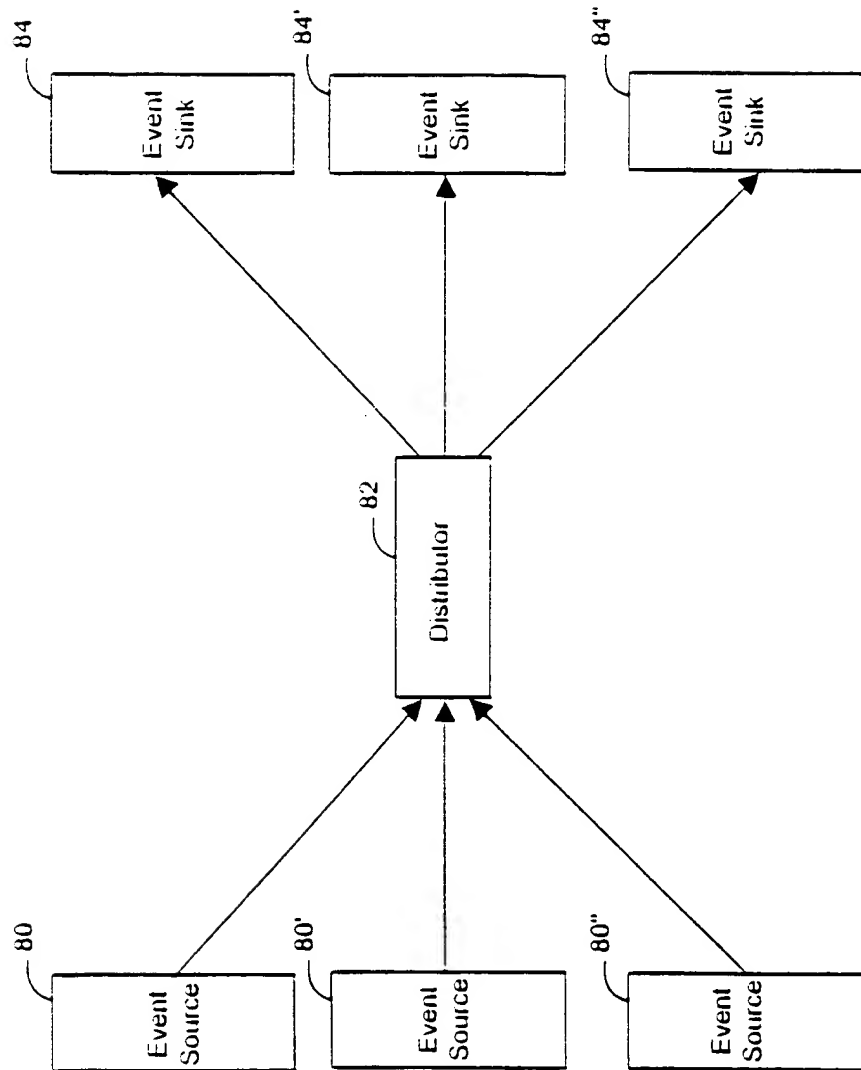 80
Event
Source
80'
Event
Source
80"
Event
Source
82
Distributor
84
Event
Sink
84'
Event
Sink
84"
Event
Sink